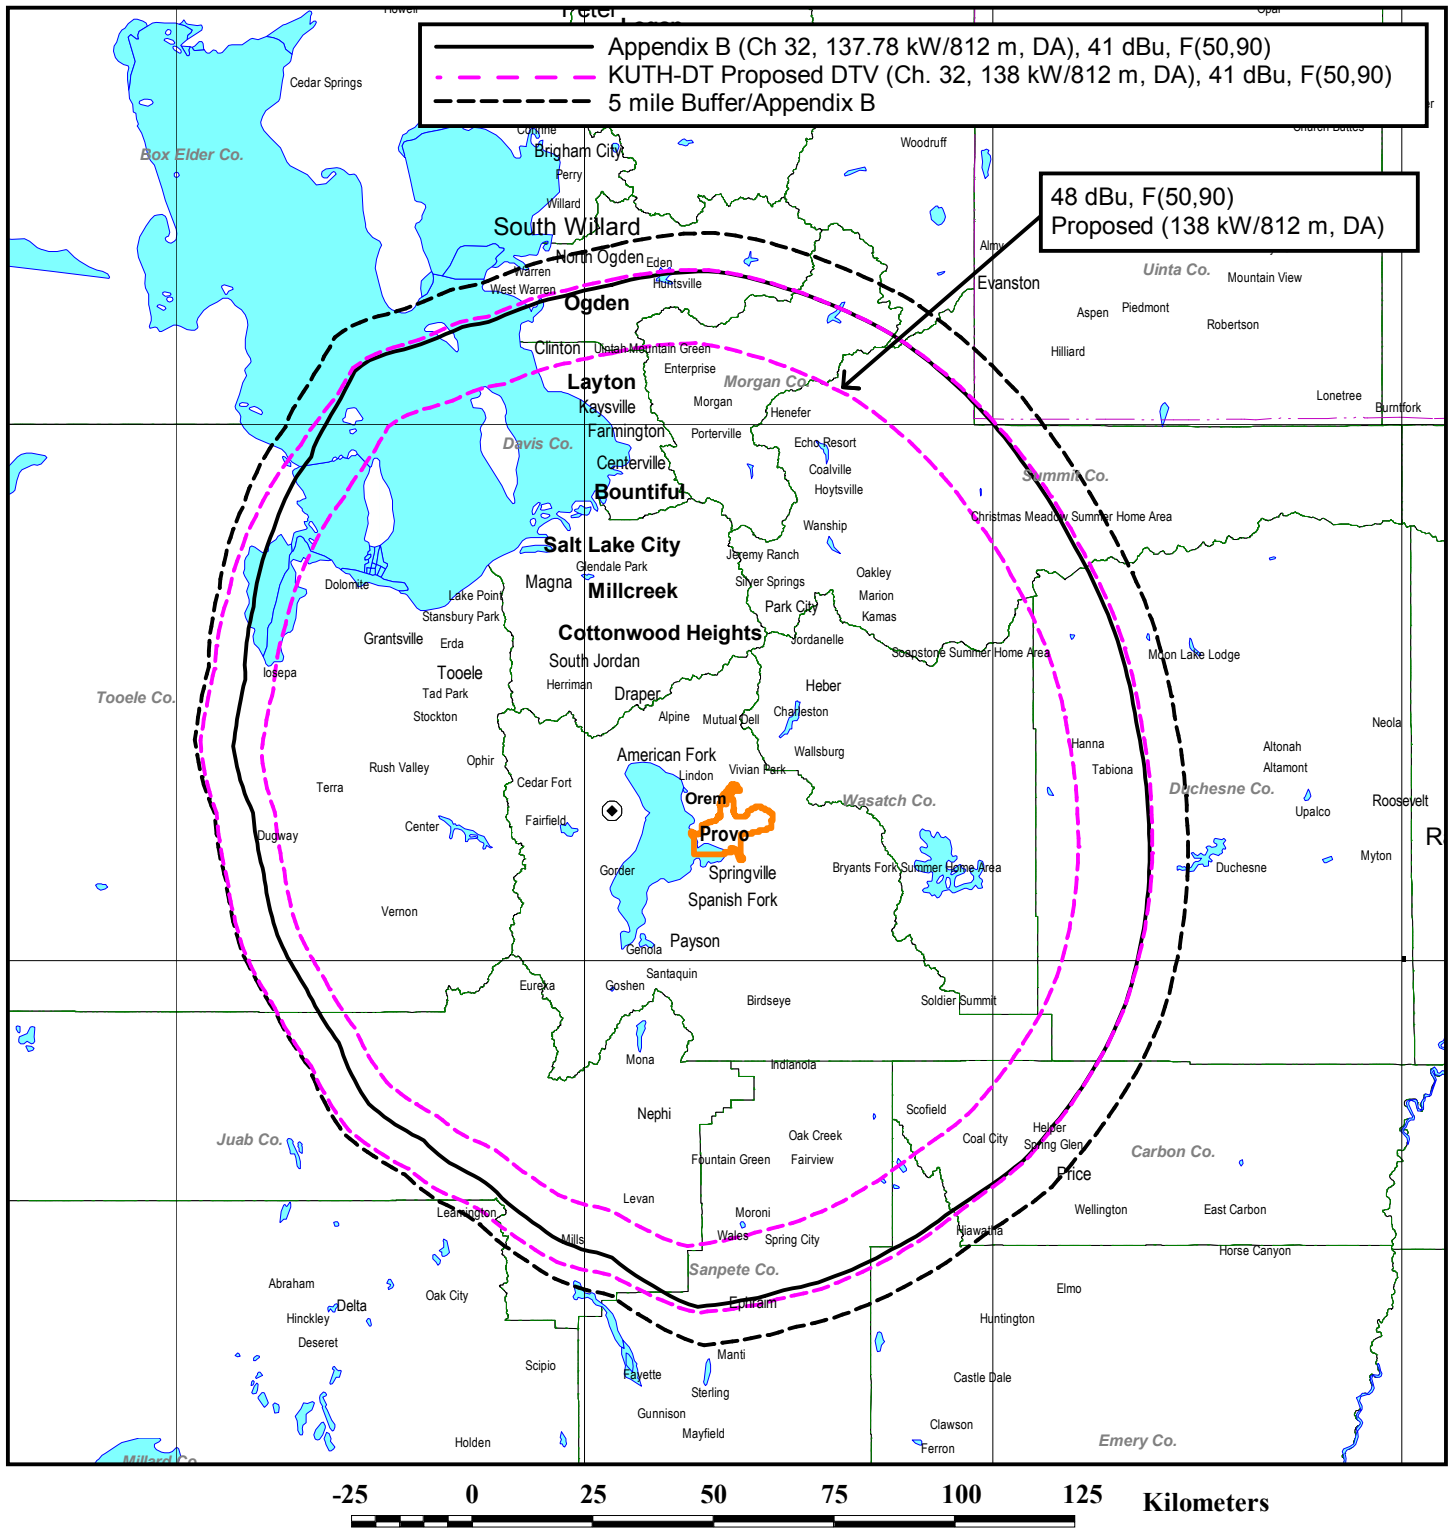 Howell
Peter
Logan
Opal
Appendix B (Ch 32, 137.78 kW/812 m, DA), 41 dBu, F(50,90)
KUTH-DT Proposed DTV (Ch. 32, 138 kW/812 m, DA), 41 dBu, F(50,90)
5 mile Buffer/Appendix B
Cedar Springs
Corinne
Church Buttes
Woodruff
Box Elder Co.
Brigham City
Perry
Willard
48 dBu, F(50,90)
Proposed (138 kW/812 m, DA)
South Willard
Almy
North Ogden
Eden
Warren
Uinta Co.
Mountain View
West Warren
Huntsville
Evanston
Ogden
Aspen
Piedmont
Robertson
Clinton
Uintah Mountain Green
Hilliard
Enterprise
Layton
Morgan Co.
Lonetree
Kaysville
Morgan
Henefer
Burntfork
Farmington
Porterville
Davis Co.
Echo Resort
Centerville
Coalville
Summit Co.
Bountiful
Hoytsville
Christmas Meadow Summer Home Area
Wanship
Salt Lake City
Jeremy Ranch
Glendale Park
Oakley
Dolomite
Magna
Silver Springs
Millcreek
Lake Point
Marion
Park City
Stansbury Park
Kamas
Cottonwood Heights
Grantsville
Erda
Jordanelle
Soapstone Summer Home Area
Moon Lake Lodge
South Jordan
Iosepa
Tooele
Herriman
Heber
Tooele Co.
Tad Park
Draper
Charleston
Stockton
Alpine
Mutual Dell
Neola
Hanna
Altonah
American Fork
Wallsburg
Ophir
Rush Valley
Lindon
Vivian Park
Tabiona
Altamont
Cedar Fort
Terra
Duchesne Co.
Orem
Wasatch Co.
Roosevelt
Upalco
Fairfield
Center
Dugway
Provo
R
Myton
Gorder
Springville
Bryants Fork Summer Home Area
Duchesne
Spanish Fork
Vernon
Payson
Genola
Santaquin
Eureka
Goshen
Birdseye
Soldier Summit
Mona
Indianola
Nephi
Scofield
Juab Co.
Oak Creek
Coal City
Helper
Spring Glen
Carbon Co.
Fountain Green
Fairview
Price
Levan
Leamington
Moroni
Wellington
East Carbon
Mills
Wales
Spring City
Hiawatha
Horse Canyon
Sanpete Co.
Abraham
Oak City
Elmo
Delta
Ephraim
Hinckley
Huntington
Deseret
Manti
Scipio
Fayette
Castle Dale
Sterling
Gunnison
Clawson
Mayfield
Holden
Ferron
Emery Co.
Millard Co.
-25 0 25 50 75 100 125 Kilometers